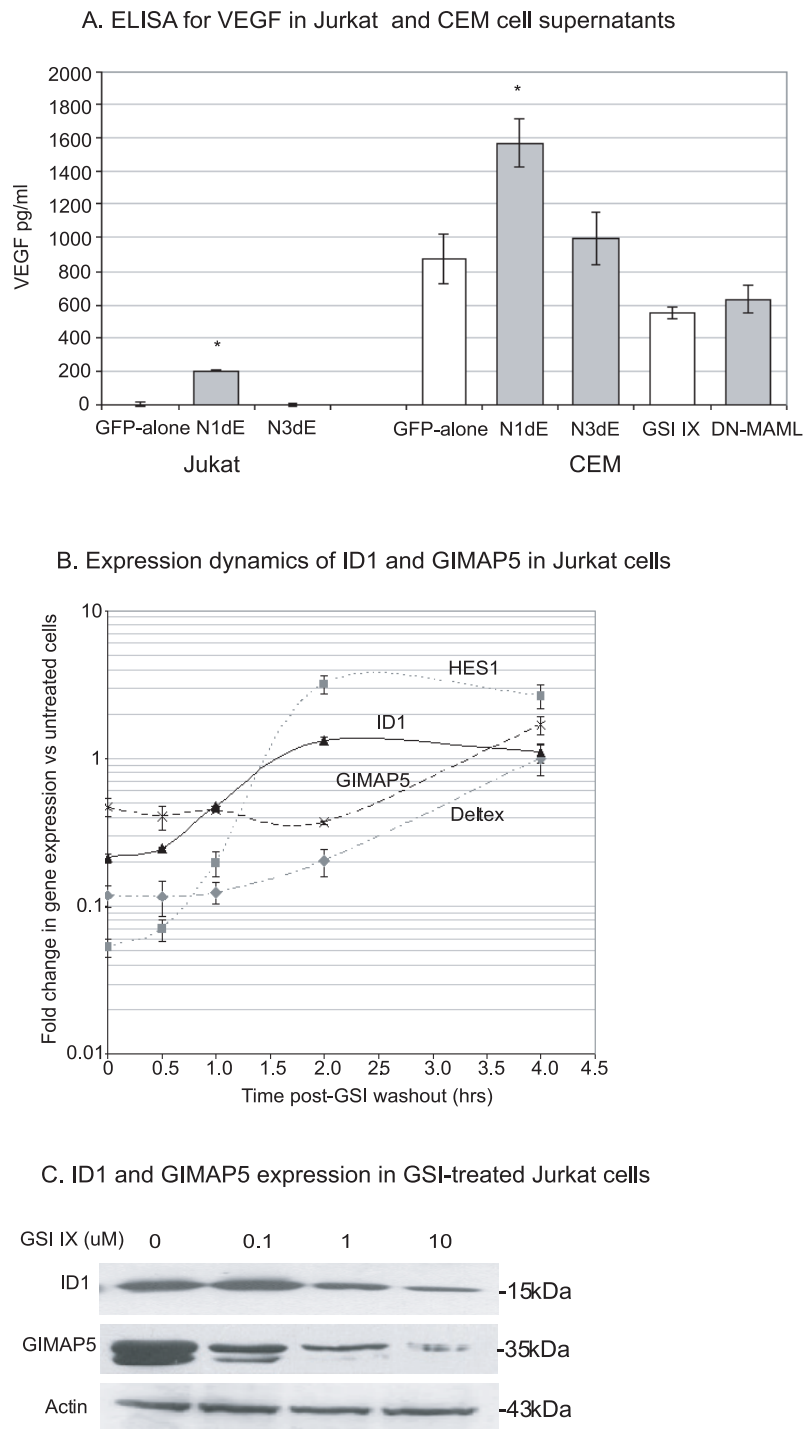 A. ELISA for VEGF in Jurkat and CEM cell supernatants
2000
1800
1600
1400
1200
1000
800
600
400
200
0
VEGF pg/ml
*
*
GFP-alone N1dE N3dE GFP-alone N1dE N3dE GSI IX DN-MAML
Jukat CEM
B. Expression dynamics of ID1 and GIMAP5 in Jurkat cells
10
1
0.1
0.01
Fold change in gene expression vs untreated cells
HES1
ID1
GIMAP5
Deltex
0 0.5 1.0 1.5 2.0 25 3.0 3.5 4.0 4.5
Time post-GSI washout (hrs)
C. ID1 and GIMAP5 expression in GSI-treated Jurkat cells
GSI IX (uM) 0 0.1 1 10
ID1 -15kDa
GIMAP5 -35kDa
Actin -43kDa